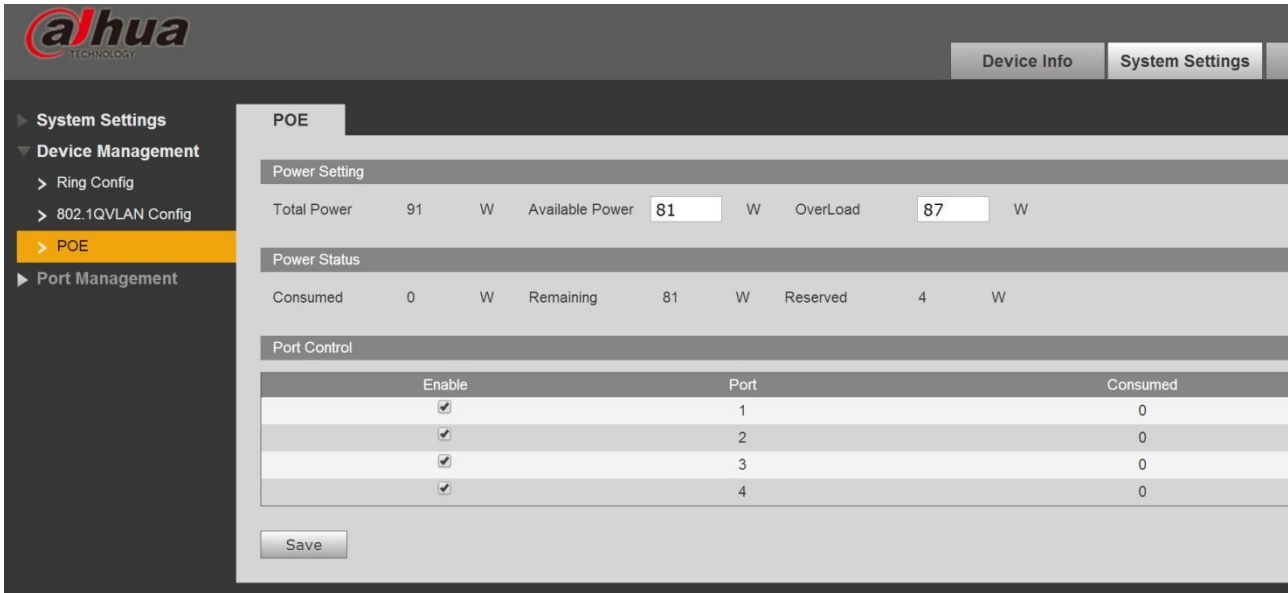 alhua
TECHNOLOGY
Device Info System Settings
System Settings
Device Management
Ring Config
802.1QVLAN Config
POE
Port Management
POE
Power Setting
Total Power 91 W Available Power 81 W OverLoad 87 W
Power Status
Consumed 0 W Remaining 81 W Reserved 4 W
Port Control
Enable Port Consumed
1 0
2 0
3 0
4 0
Save